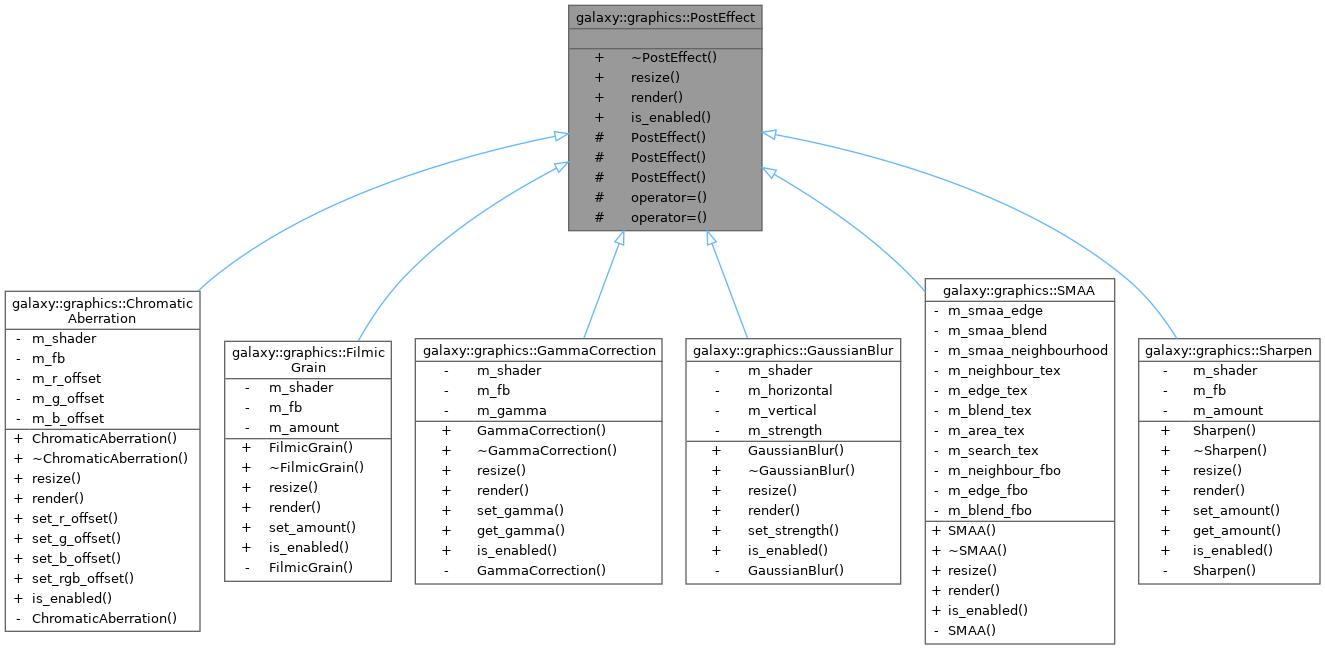 galaxy::graphics::PostEffect
+ ~PostEffect()
+ resize()
+ render()
+ is_enabled()
# PostEffect()
# PostEffect()
# PostEffect()
# operator=()
# operator=()
galaxy::graphics::Chromatic
Aberration
- m_shader
- m_fb
- m_r_offset
- m_g_offset
- m_b_offset
+ ChromaticAberration()
+ ~ChromaticAberration()
+ resize()
+ render()
+ set_r_offset()
+ set_g_offset()
+ set_b_offset()
+ set_rgb_offset()
+ is_enabled()
- ChromaticAberration()
galaxy::graphics::Filmic
Grain
- m_shader
- m_fb
- m_amount
+ FilmicGrain()
+ ~FilmicGrain()
+ resize()
+ render()
+ set_amount()
+ is_enabled()
- FilmicGrain()
galaxy::graphics::GammaCorrection
- m_shader
- m_fb
- m_gamma
+ GammaCorrection()
+ ~GammaCorrection()
+ resize()
+ render()
+ set_gamma()
+ get_gamma()
+ is_enabled()
- GammaCorrection()
galaxy::graphics::GaussianBlur
- m_shader
- m_horizontal
- m_vertical
- m_strength
+ GaussianBlur()
+ ~GaussianBlur()
+ resize()
+ render()
+ set_strength()
+ is_enabled()
- GaussianBlur()
galaxy::graphics::SMAA
- m_smaa_edge
- m_smaa_blend
- m_smaa_neighbourhood
- m_neighbour_tex
- m_edge_tex
- m_blend_tex
- m_area_tex
- m_search_tex
- m_neighbour_fbo
- m_edge_fbo
- m_blend_fbo
+ SMAA()
+ ~SMAA()
+ resize()
+ render()
+ is_enabled()
- SMAA()
galaxy::graphics::Sharpen
- m_shader
- m_fb
- m_amount
+ Sharpen()
+ ~Sharpen()
+ resize()
+ render()
+ set_amount()
+ get_amount()
+ is_enabled()
- Sharpen()